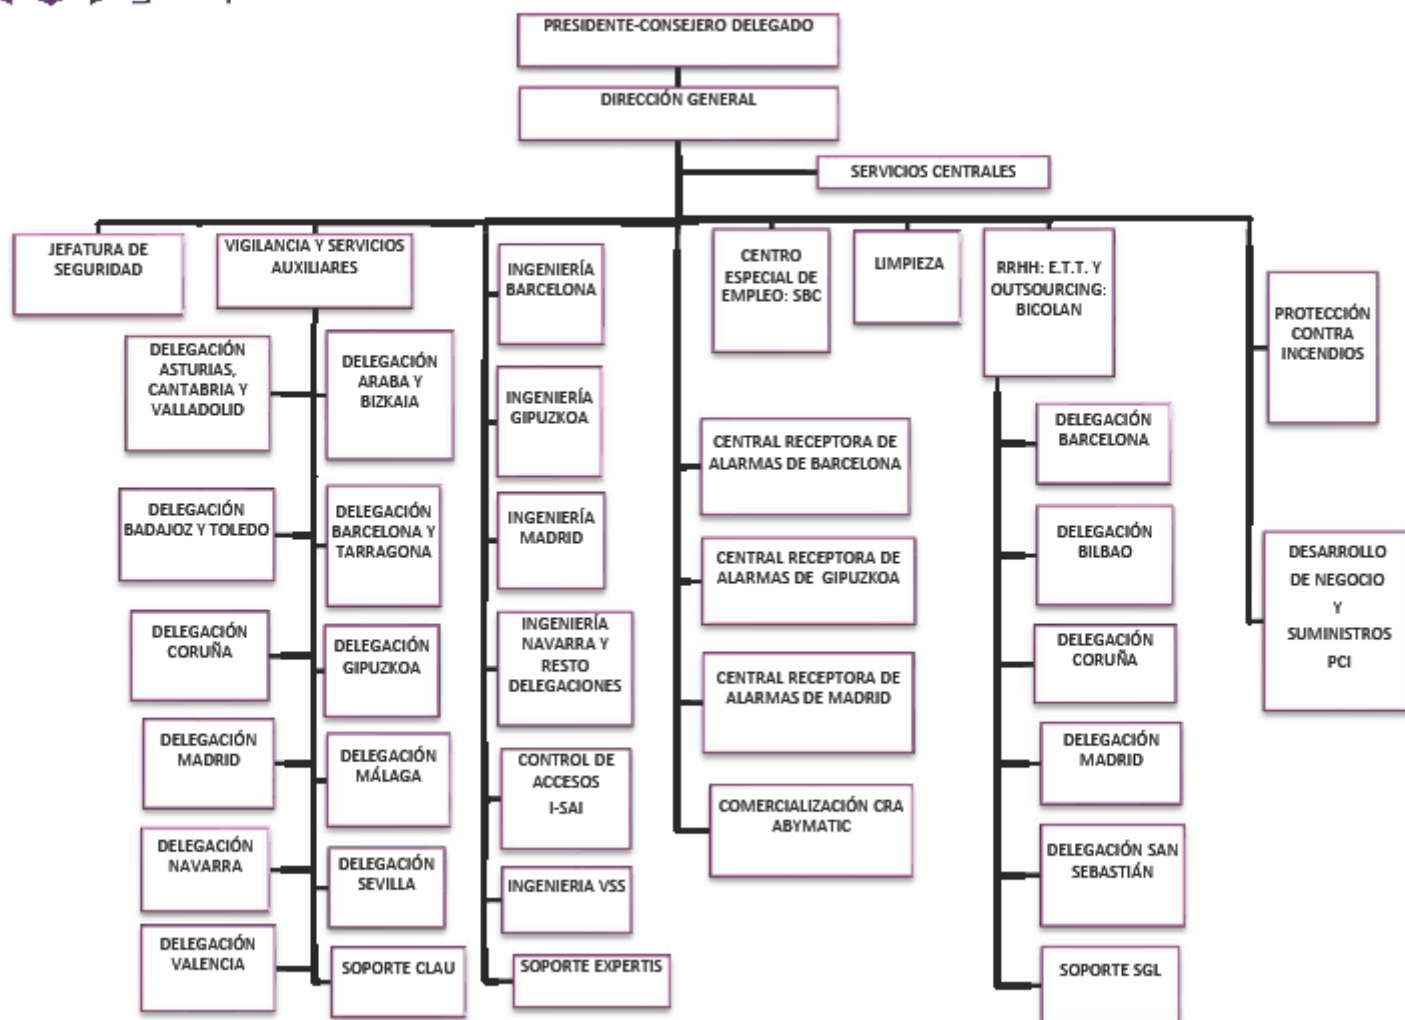 PRESIDENTE-CONSEJERO DELEGADO
DIRECCIÓN GENERAL
SERVICIOS CENTRALES
JEFATURA DE
SEGURIDAD
VIGILANCIA Y SERVICIOS
AUXILIARES
DELEGACIÓN
ASTURIAS,
CANTABRIA Y
VALLADOLID
DELEGACIÓN
ARABA Y
BIZKAIA
DELEGACIÓN
BADAJOZ Y TOLEDO
DELEGACIÓN
BARCELONA Y
TARRAGONA
DELEGACIÓN
CORUÑA
DELEGACIÓN
GIPUZKOA
DELEGACIÓN
MADRID
DELEGACIÓN
MÁLAGA
DELEGACIÓN
NAVARRA
DELEGACIÓN
SEVILLA
DELEGACIÓN
VALENCIA
SOPORTE CLAU
INGENIERÍA
BARCELONA
INGENIERÍA
GIPUZKOA
INGENIERÍA
MADRID
INGENIERÍA
NAVARRA Y
RESTO
DELEGACIONES
CONTROL DE
ACCESOS
I-SAI
INGENIERIA VSS
SOPORTE EXPERTIS
CENTRAL RECEPTORA DE
ALARMAS DE BARCELONA
CENTRAL RECEPTORA DE
ALARMAS DE GIPUZKOA
CENTRAL RECEPTORA DE
ALARMAS DE MADRID
COMERCIALIZACIÓN CRA
ABYMATIC
CENTRO
ESPECIAL DE
EMPLEO: SBC
LIMPIEZA
RRHH: E.T.T. Y
OUTSOURCING:
BICOLAN
DELEGACIÓN
BARCELONA
DELEGACIÓN
BILBAO
DELEGACIÓN
CORUÑA
DELEGACIÓN
MADRID
DELEGACIÓN SAN
SEBASTIÁN
SOPORTE SGL
PROTECCIÓN
CONTRA
INCENDIOS
DESARROLLO
DE NEGOCIO
Y
SUMINISTROS
PCI